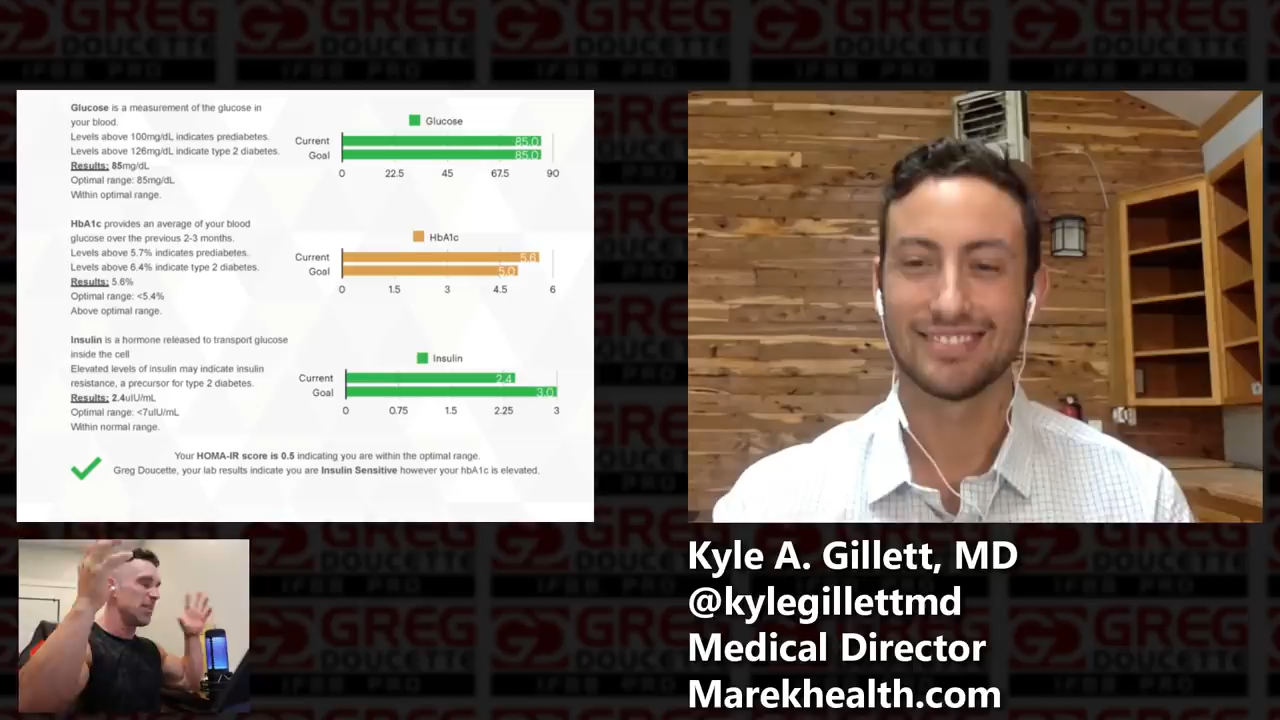 GREG
DOUCETTE
IFBB PRO
Glucose is a measurement of the glucose in
your blood.
Levels above 100mg/dL indicates prediabetes.
Levels above 126mg/dL indicate type 2 diabetes.
Results: 85mg/dL
Optimal range: 85mg/dL
Within optimal range.
Glucose
Current 85.0
Goal 85.0
0 22.5 45 67.5 90
HbA1c provides an average of your blood
glucose over the previous 2-3 months.
Levels above 5.7% indicates prediabetes.
Levels above 6.4% indicate type 2 diabetes.
Results: 5.6%
Optimal range: <5.4%
Above optimal range.
HbA1c
Current 5.6
Goal 5.0
0 1.5 3 4.5 6
Insulin is a hormone released to transport glucose
inside the cell
Elevated levels of insulin may indicate insulin
resistance, a precursor for type 2 diabetes.
Results: 2.4uIU/mL
Optimal range: <7uIU/mL
Within normal range.
Insulin
Current 2.4
Goal 3.0
0 0.75 1.5 2.25 3
Your HOMA-IR score is 0.5 indicating you are within the optimal range.
Greg Doucette, your lab results indicate you are Insulin Sensitive however your hbA1c is elevated.
Kyle A. Gillett, MD
@kylegillettmd
Medical Director
Marekhealth.com